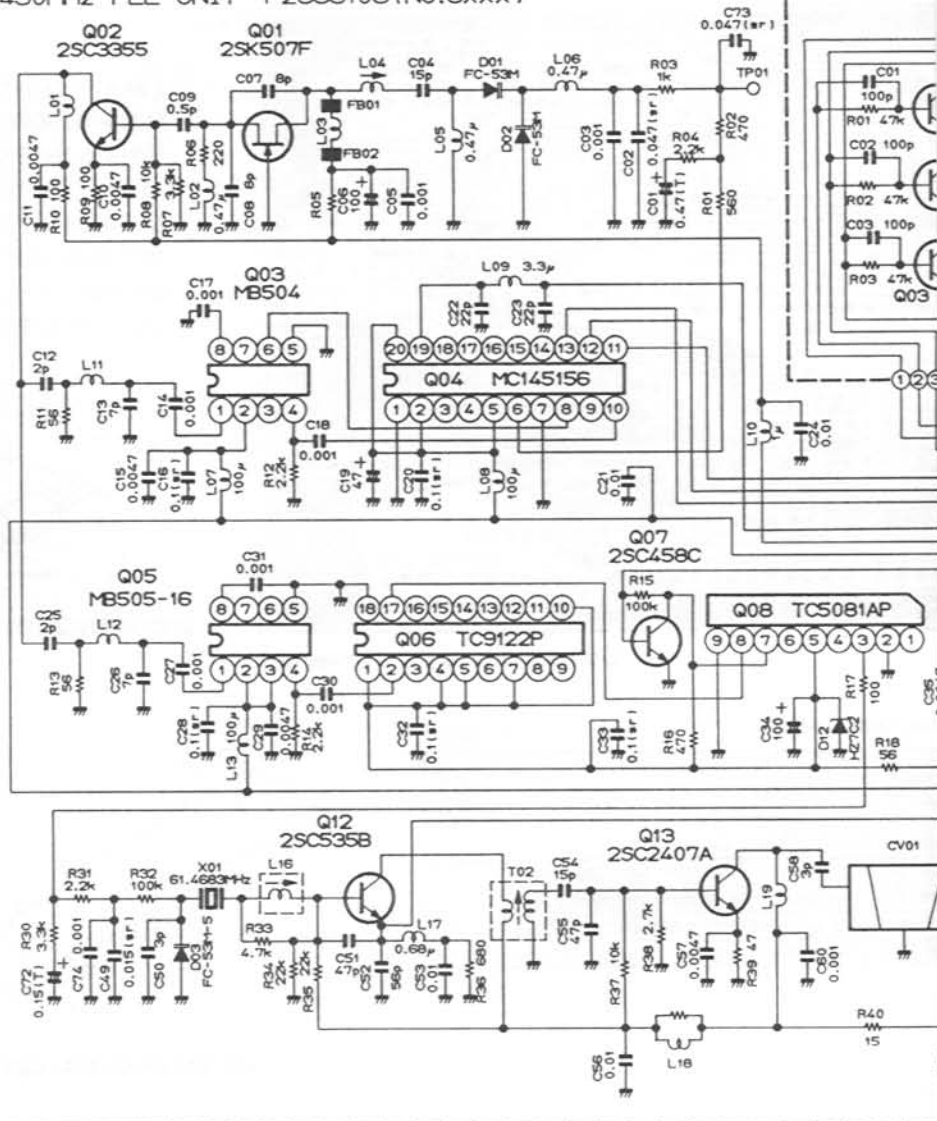 Q02
2SC3355
Q01
2SK507F
C07 8p
L04
C04
15p
D01
FC-53M
L06
0.47μ
R03
1k
C73
0.047(sr)
TP01
L01
C09
0.5p
R06
220
FB01
L03
FB02
L05
0.47μ
D02
FC-53M
C03
0.001
C02
0.047(sr)
R04
2.2k
R02
470
C11
0.0047
R10
100
R09
100
C10
0.0047
R08
10k
R07
3.3k
L02
0.47μ
C08
8p
R05
C06
100
+
C05
0.001
C01
0.47(T)
+
R01
560
C01
100p
R01 47k
C02 100p
R02 47k
C03 100p
R03 47k
Q03
1 2 3
Q03
MB504
C17
0.001
8 7 6 5
1 2 3 4
L09 3.3μ
C22
22p
C23
22p
20 19 18 17 16 15 14 13 12 11
Q04 MC145156
1 2 3 4 5 6 7 8 9 10
C12
2p
L11
R11
56
C13
7p
C14
0.001
C18
0.001
C15
0.0047
C16
0.1(sr)
L07
100μ
R12
2.2k
C19
47
+
C20
0.1(sr)
L08
100μ
C21
0.01
L10
1μ
C24
0.01
Q05
MB505-16
C31
0.001
8 7 6 5
1 2 3 4
18 17 16 15 14 13 12 11 10
Q06 TC9122P
1 2 3 4 5 6 7 8 9
Q07
2SC458C
R15
100k
Q08 TC5081AP
9 8 7 6 5 4 3 2 1
C25
2p
L12
R13
56
C26
7p
C27
0.001
C30
0.001
C28
0.1(sr)
L13
100μ
C29
0.0047
R14
2.2k
C32
0.1(sr)
C33
0.1(sr)
R16
470
C34
100
+
D12
HZ7C2
R17
100
R18
56
C35
Q12
2SC535B
Q13
2SC2407A
R31
2.2k
R32
100k
X01
61.4683MHz
L16
T02
C54
15p
L19
C58
3p
CV01
R30
3.3k
C72
0.15(T)
+
C74
0.001
C49
0.015(sr)
C50
3p
D03
FC-53M-5
R33
4.7k
R34
22k
R35
22k
C51
47p
C52
56p
L17
0.68μ
C53
0.01
R36
680
C55
47p
R37
10k
R38
2.7k
C57
0.0047
R39
47
C60
0.001
C56
0.01
L18
R40
15